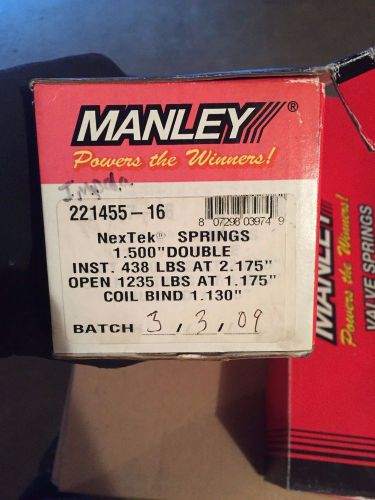 MANLEY®
Powers the Winners!
Impala
221455-16
8 07298 03974 9
NexTek® SPRINGS
1.500"DOUBLE
INST. 438 LBS AT 2.175"
OPEN 1235 LBS AT 1.175"
COIL BIND 1.130"
BATCH 3, 3, 09
MANLEY
Powers the Winners!
VALVE SPRINGS